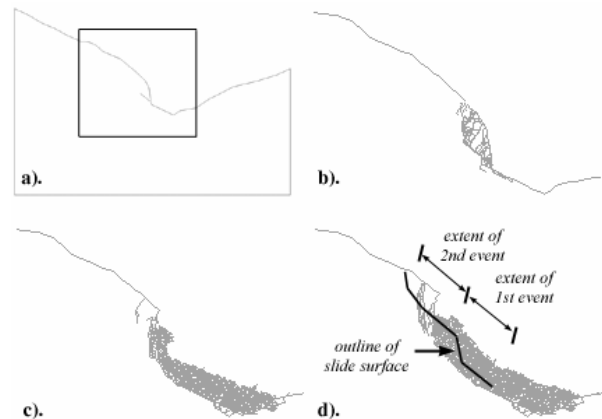 a).
b).
c).
extent of
2nd event
extent of
1st event
outline of
slide surface
d).